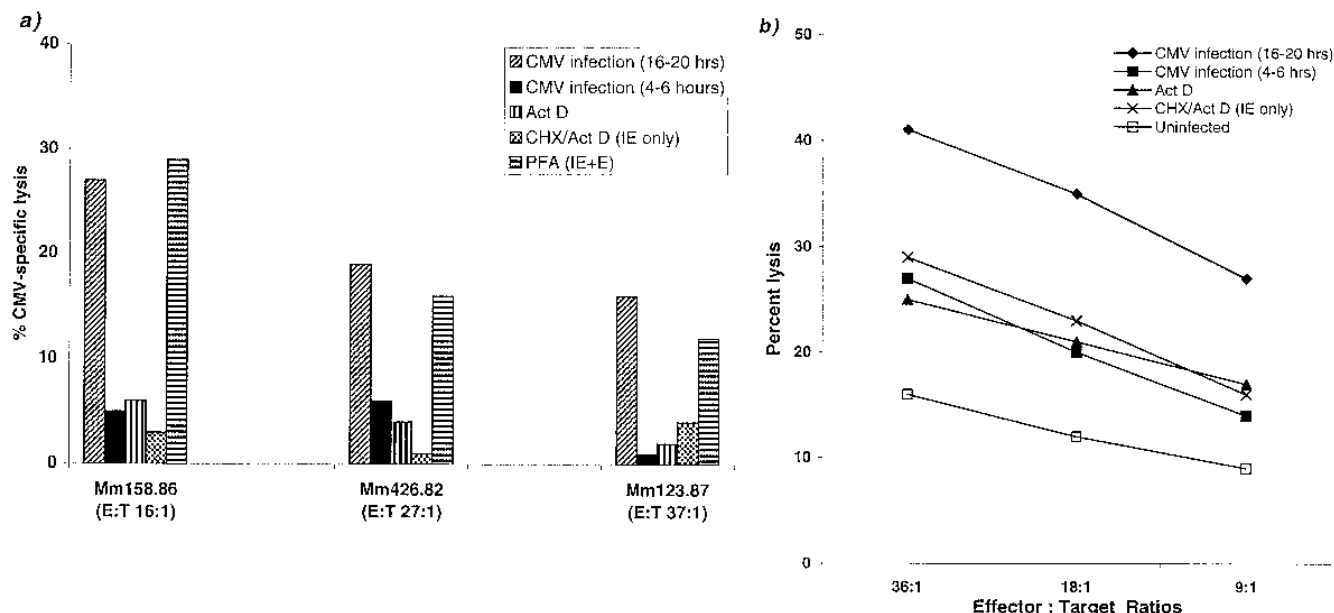 a)
40
30
20
10
0
% CMV-specific lysis
CMV infection (16-20 hrs)
CMV infection (4-6 hours)
Act D
CHX/Act D (IE only)
PFA (IE+E)
Mm158.86
(E:T 16:1)
Mm426.82
(E:T 27:1)
Mm123.87
(E:T 37:1)
b)
50
40
30
20
10
0
Percent lysis
CMV infection (16-20 hrs)
CMV infection (4-6 hrs)
Act D
CHX/Act D (IE only)
Uninfected
36:1
18:1
9:1
Effector : Target Ratios